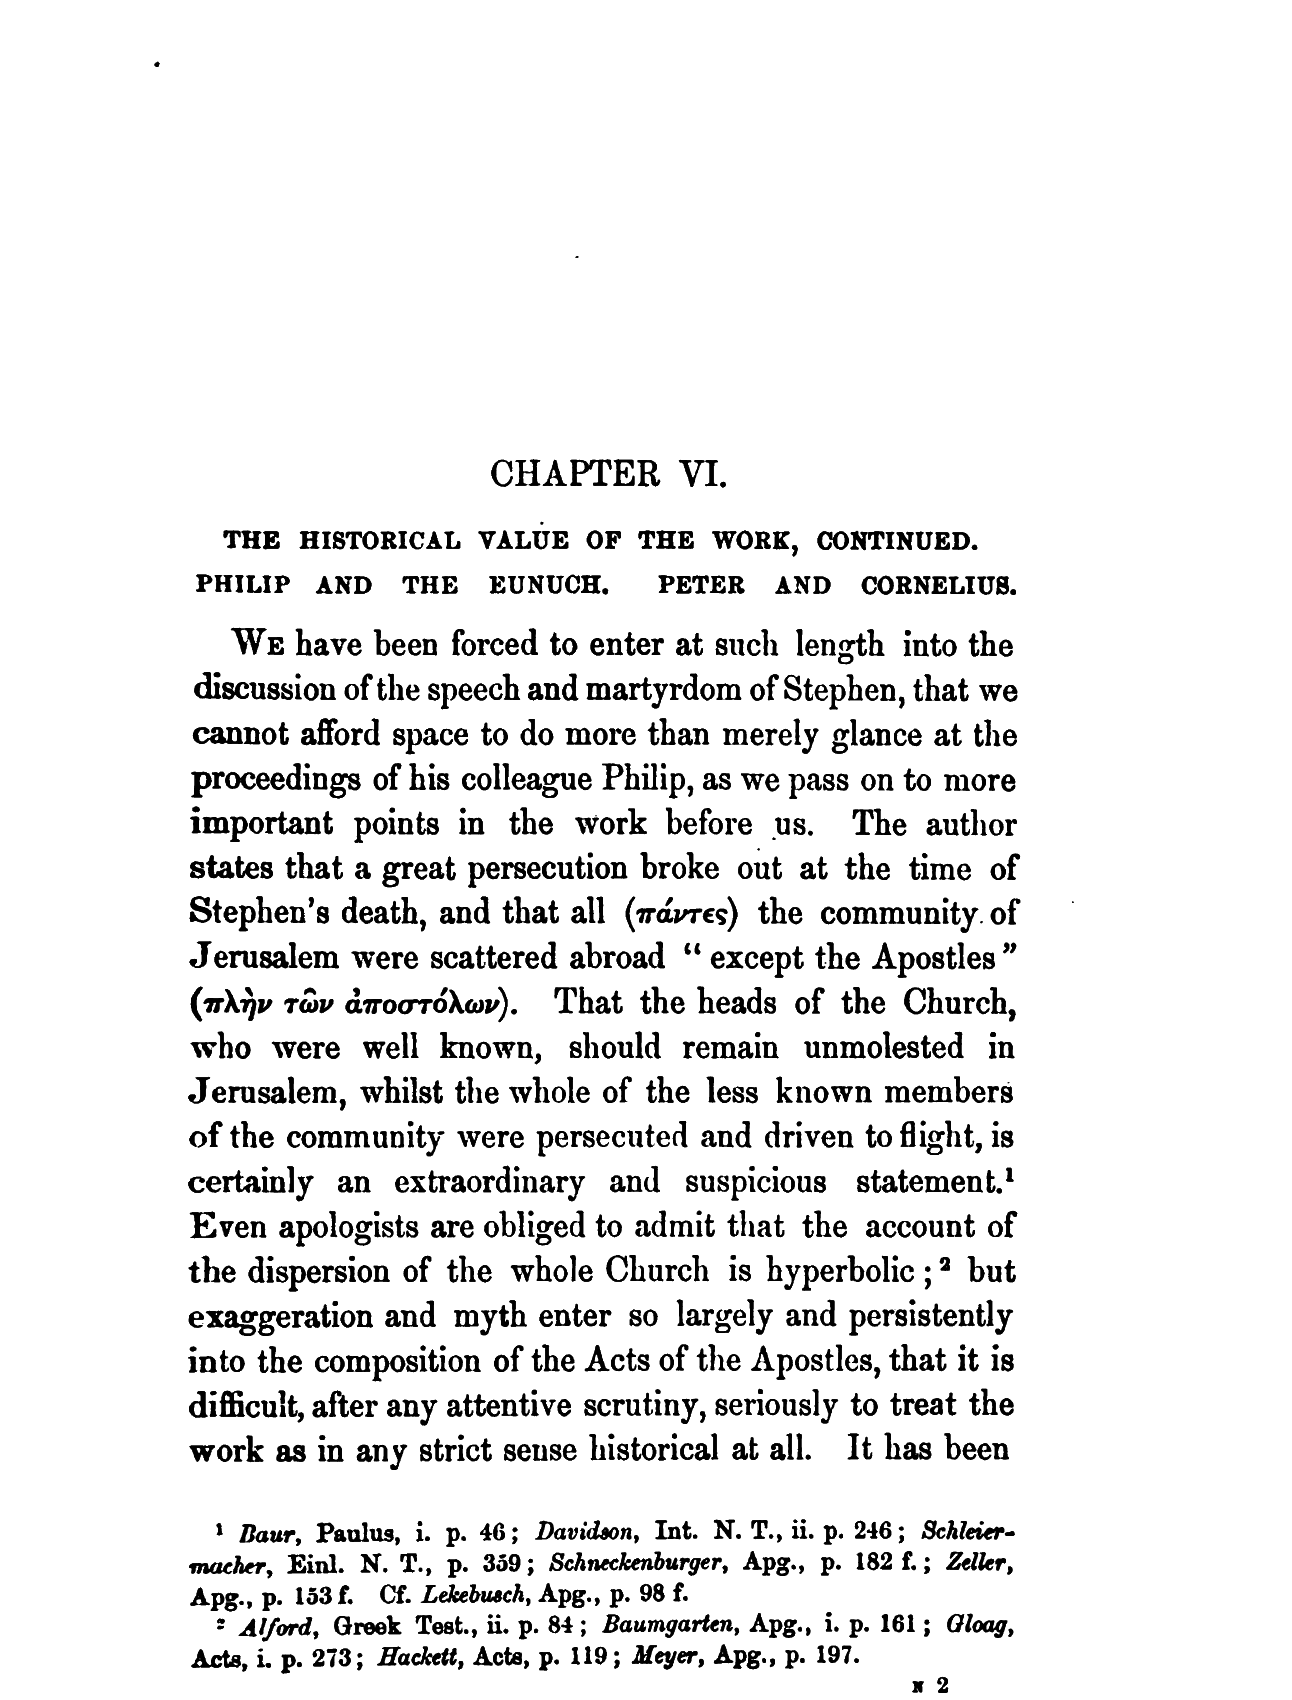 CHAPTER VI.
THE HISTORICAL VALUE OF THE WORK, CONTINUED.
PHILIP AND THE EUNUCH. PETER AND CORNELIUS.
WE have been forced to enter at such length into the
discussion of the speech and martyrdom of Stephen, that we
cannot afford space to do more than merely glance at the
proceedings of his colleague Philip, as we pass on to more
important points in the work before us. The author
states that a great persecution broke out at the time of
Stephen's death, and that all (πάντες) the community of
Jerusalem were scattered abroad “ except the Apostles ”
(πλὴν τῶν ἀποστόλων). That the heads of the Church,
who were well known, should remain unmolested in
Jerusalem, whilst the whole of the less known members
of the community were persecuted and driven to flight, is
certainly an extraordinary and suspicious statement.¹
Even apologists are obliged to admit that the account of
the dispersion of the whole Church is hyperbolic ;² but
exaggeration and myth enter so largely and persistently
into the composition of the Acts of the Apostles, that it is
difficult, after any attentive scrutiny, seriously to treat the
work as in any strict sense historical at all. It has been
¹ Baur, Paulus, i. p. 46 ; Davidson, Int. N. T., ii. p. 246 ; Schleier-
macher, Einl. N. T., p. 359 ; Schneckenburger, Apg., p. 182 f. ; Zeller,
Apg., p. 153 f. Cf. Lekebusch, Apg., p. 98 f.
² Alford, Greek Test., ii. p. 84 ; Baumgarten, Apg., i. p. 161 ; Gloag,
Acts, i. p. 273 ; Hackett, Acts, p. 119 ; Meyer, Apg., p. 197.
N 2